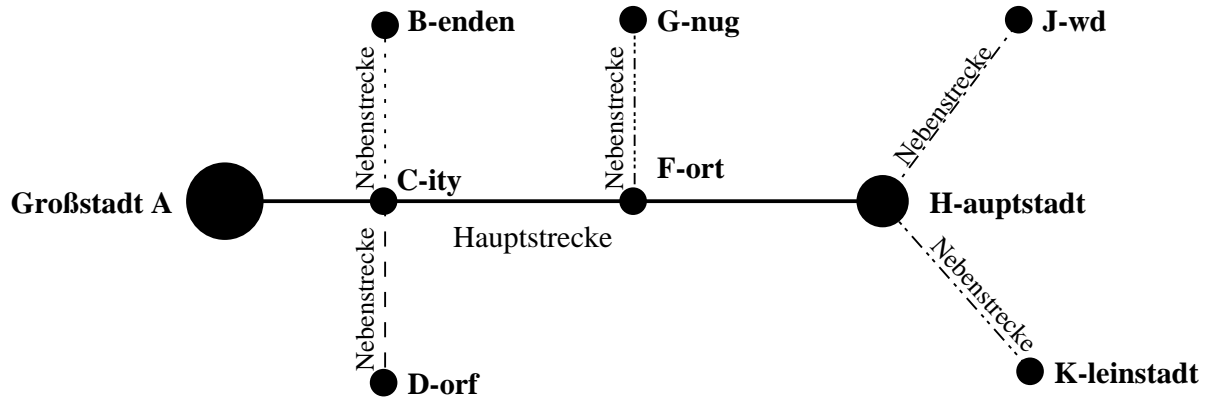 B-enden
G-nug
J-wd
Nebenstrecke
Nebenstrecke
Nebenstrecke
C-ity
F-ort
Großstadt A
H-auptstadt
Hauptstrecke
Nebenstrecke
Nebenstrecke
D-orf
K-leinstadt